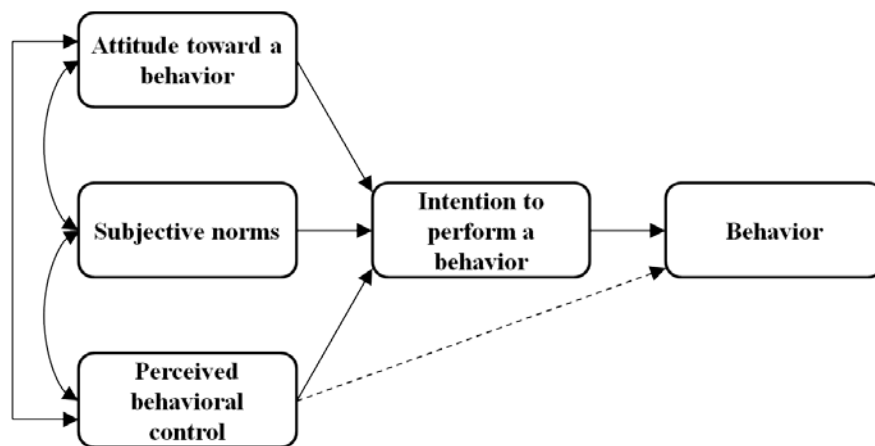 Attitude toward a
behavior
Subjective norms
Perceived
behavioral
control
Intention to
perform a
behavior
Behavior